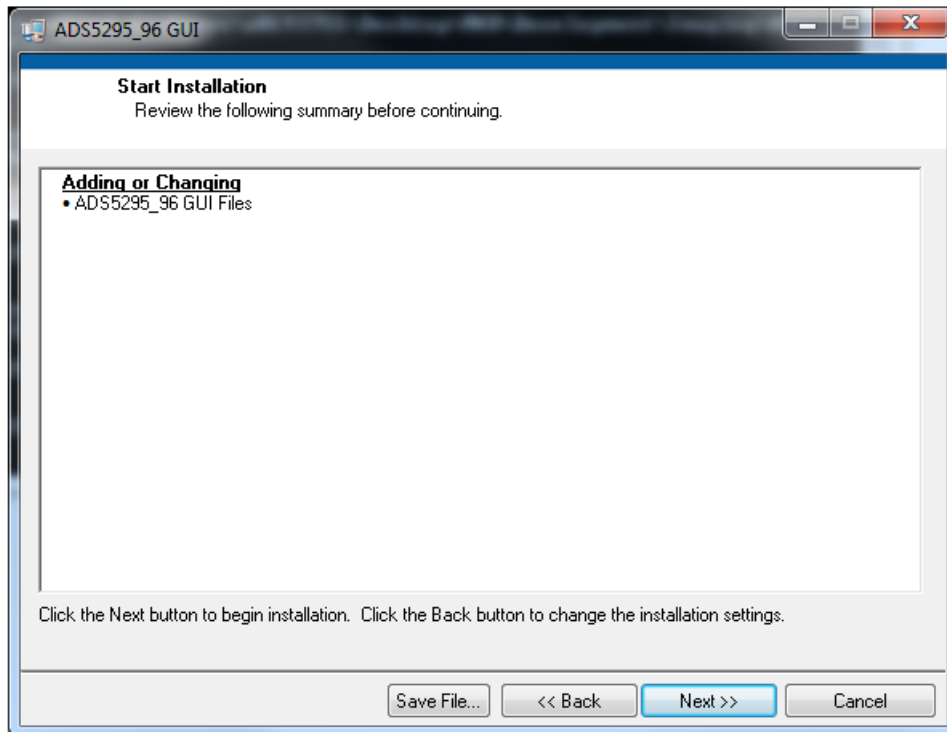 ADS5295_96 GUI
Start Installation
Review the following summary before continuing.
Adding or Changing
• ADS5295_96 GUI Files
Click the Next button to begin installation.  Click the Back button to change the installation settings.
Save File...
<< Back
Next >>
Cancel